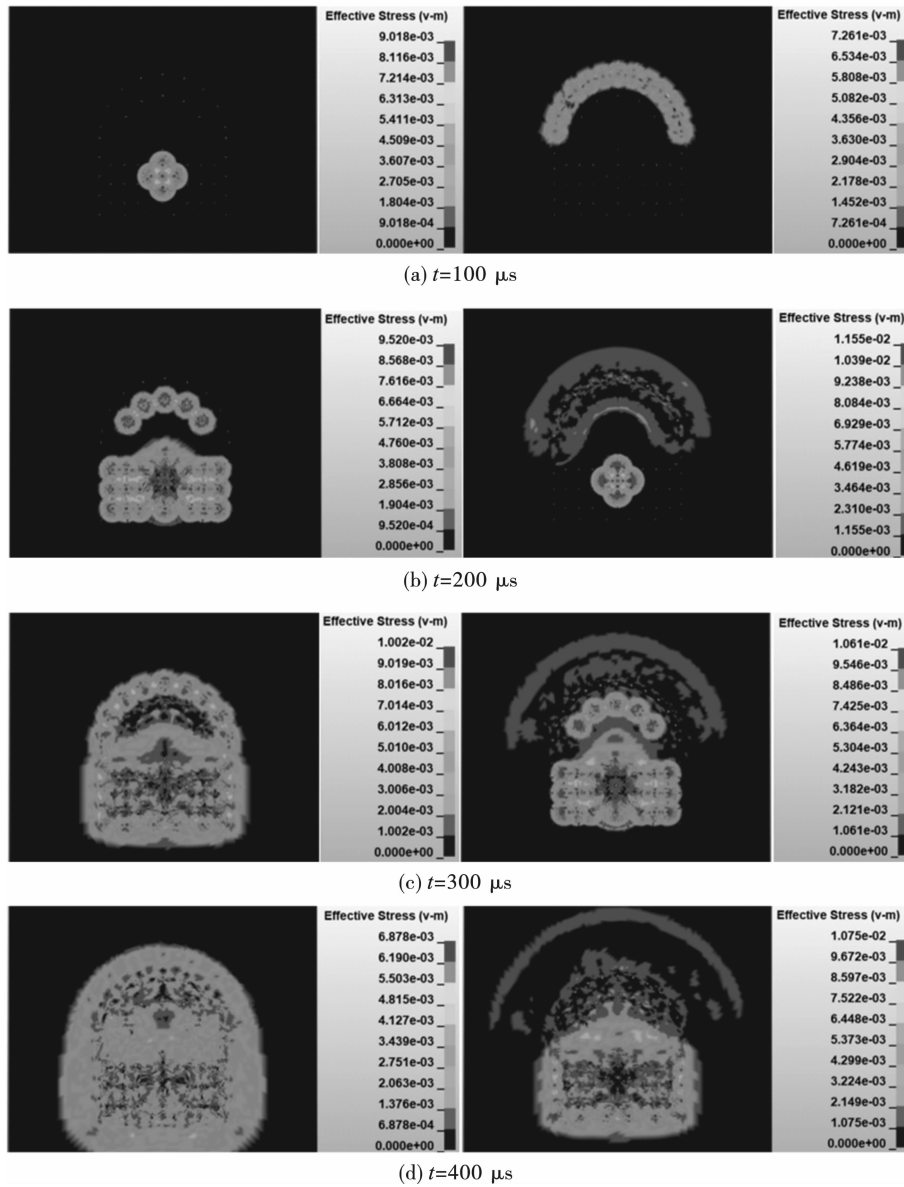 Effective Stress (v-m)
9.018e-03
8.116e-03
7.214e-03
6.313e-03
5.411e-03
4.509e-03
3.607e-03
2.705e-03
1.804e-03
9.018e-04
0.000e+00
Effective Stress (v-m)
7.261e-03
6.534e-03
5.808e-03
5.082e-03
4.356e-03
3.630e-03
2.904e-03
2.178e-03
1.452e-03
7.261e-04
0.000e+00
(a) t=100 μs
Effective Stress (v-m)
9.520e-03
8.568e-03
7.616e-03
6.664e-03
5.712e-03
4.760e-03
3.808e-03
2.856e-03
1.904e-03
9.520e-04
0.000e+00
Effective Stress (v-m)
1.155e-02
1.039e-02
9.238e-03
8.084e-03
6.929e-03
5.774e-03
4.619e-03
3.464e-03
2.310e-03
1.155e-03
0.000e+00
(b) t=200 μs
Effective Stress (v-m)
1.002e-02
9.019e-03
8.016e-03
7.014e-03
6.012e-03
5.010e-03
4.008e-03
3.006e-03
2.004e-03
1.002e-03
0.000e+00
Effective Stress (v-m)
1.061e-02
9.546e-03
8.486e-03
7.425e-03
6.364e-03
5.304e-03
4.243e-03
3.182e-03
2.121e-03
1.061e-03
0.000e+00
(c) t=300 μs
Effective Stress (v-m)
6.878e-03
6.190e-03
5.503e-03
4.815e-03
4.127e-03
3.439e-03
2.751e-03
2.063e-03
1.376e-03
6.878e-04
0.000e+00
Effective Stress (v-m)
1.075e-02
9.672e-03
8.597e-03
7.522e-03
6.448e-03
5.373e-03
4.299e-03
3.224e-03
2.149e-03
1.075e-03
0.000e+00
(d) t=400 μs